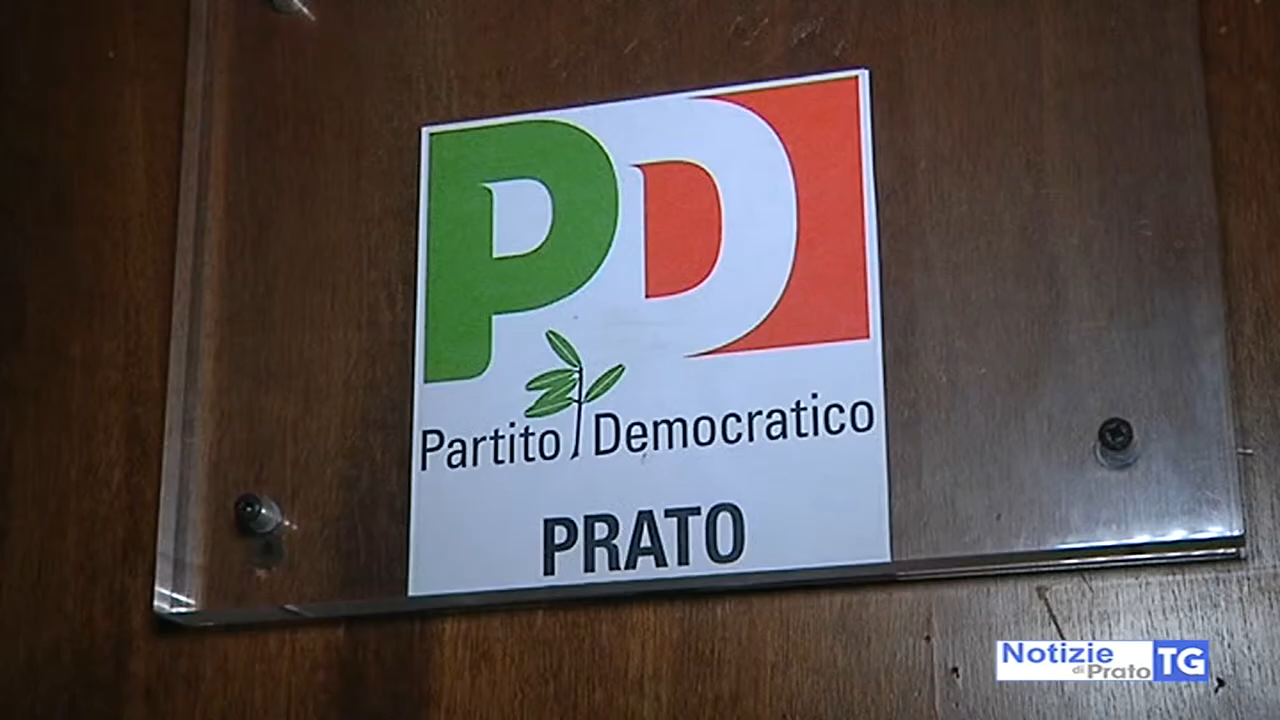 PD
Partito Democratico
PRATO
Notizie
di Prato TG